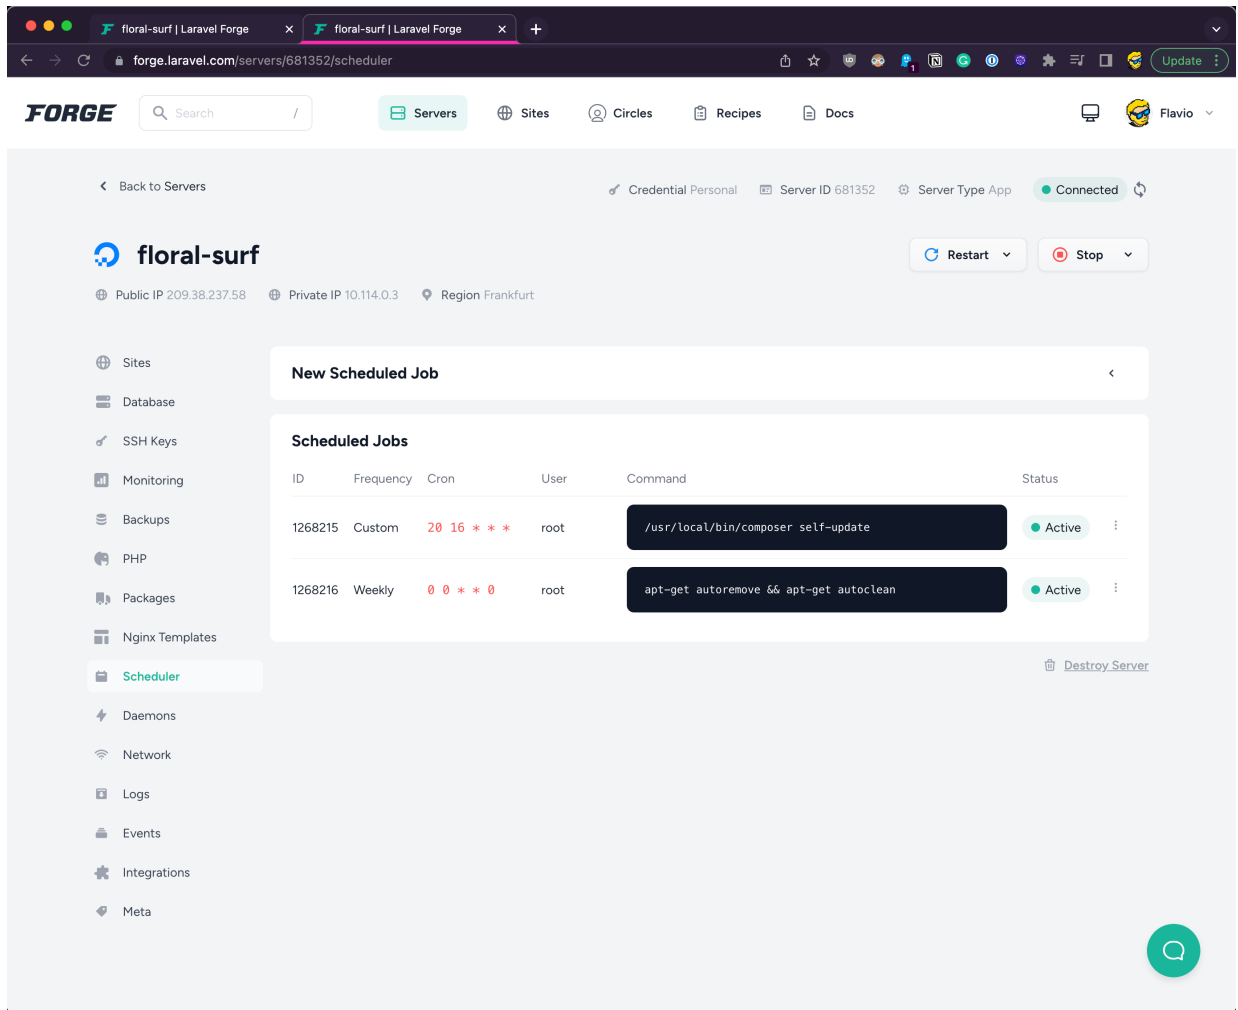 floral-surf | Laravel Forge
floral-surf | Laravel Forge
forge.laravel.com/servers/681352/scheduler
1
Update
FORGE
Search /
Servers
Sites
Circles
Recipes
Docs
Flavio
Back to Servers
Credential Personal
Server ID 681352
Server Type App
Connected
floral-surf
Restart
Stop
Public IP 209.38.237.58
Private IP 10.114.0.3
Region Frankfurt
Sites
Database
SSH Keys
Monitoring
Backups
PHP
Packages
Nginx Templates
Scheduler
Daemons
Network
Logs
Events
Integrations
Meta
New Scheduled Job
Scheduled Jobs
ID Frequency Cron User Command Status
1268215 Custom 20 16 * * * root /usr/local/bin/composer self-update Active
1268216 Weekly 0 0 * * 0 root apt-get autoremove && apt-get autoclean Active
Destroy Server